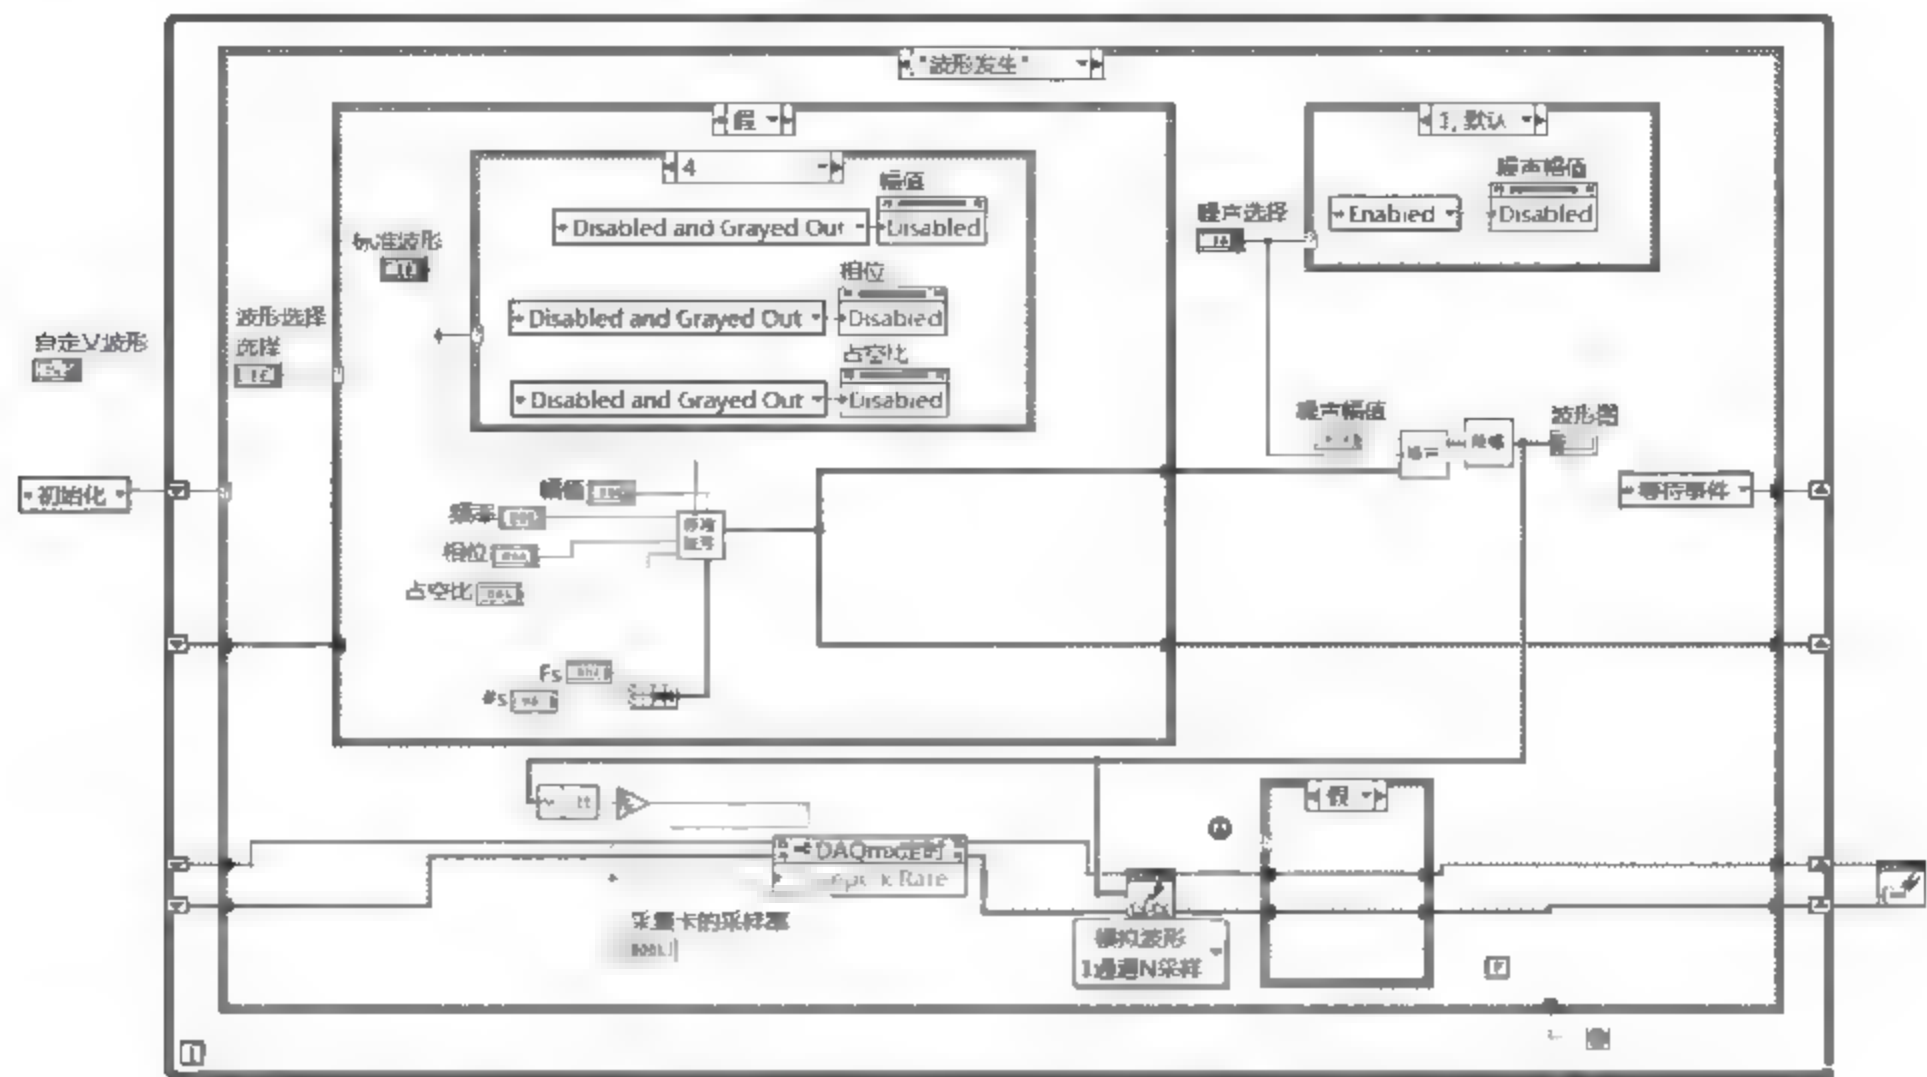 "波形发生"
假
1, 默认
4
幅值
噪声幅值
Disabled and Grayed Out
Disabled
噪声选择
Enabled
Disabled
标准波形
相位
Disabled and Grayed Out
Disabled
波形选择
选择
自定义波形
占空比
Disabled and Grayed Out
Disabled
噪声幅值
波形图
初始化
等待事件
幅值
频率
相位
占空比
Fs
#s
假
DAQmx定时
Rate
采集卡的采样率
模拟波形
1通道N采样
i